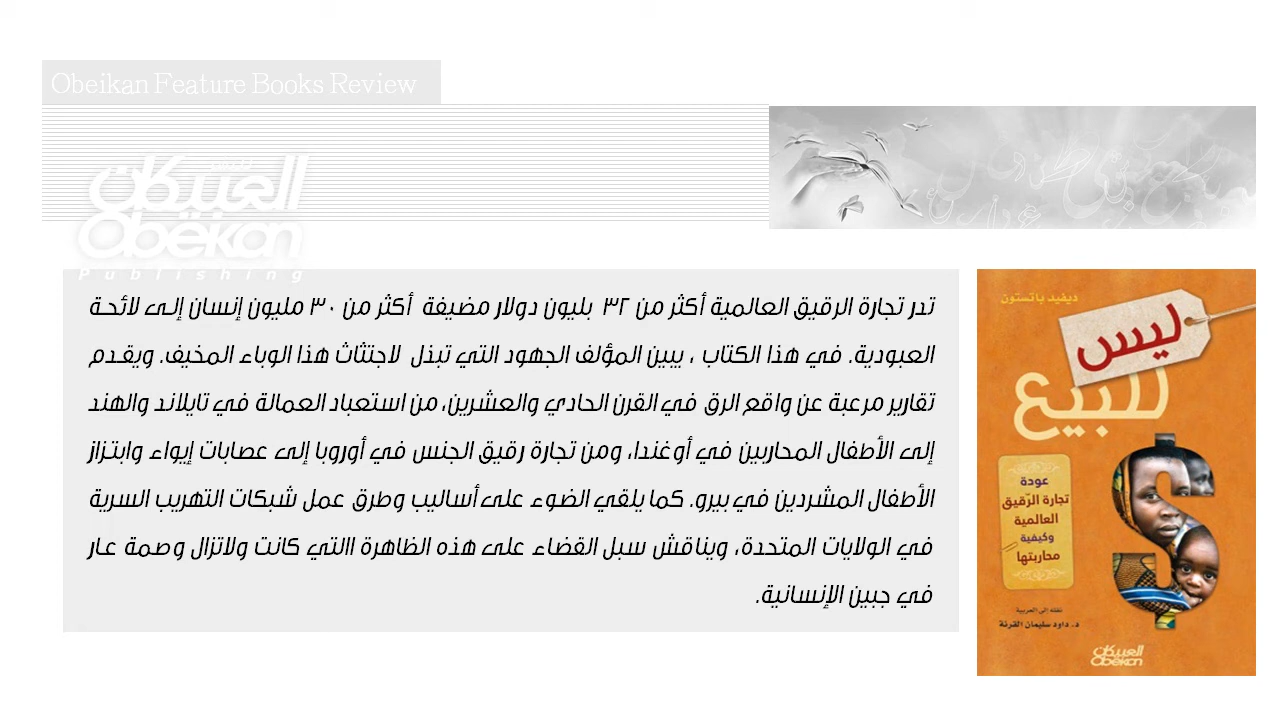 Obeikan Feature Books Review
العبيكان
Obëkan
Publishing
تدر تجارة الرقيق العالمية أكثر من ٣٢ بليون دولار مضيفة أكثر من ٣٠ مليون إنسان إلى لائحة
العبودية. في هذا الكتاب ، يبين المؤلف الجهود التي تبذل لاجتثاث هذا الوباء المخيف. ويقدم
تقارير مرعبة عن واقع الرق في القرن الحادي والعشرين، من استعباد العمالة في تايلاند والهند
إلى الأطفال المحاربين في أوغندا، ومن تجارة رقيق الجنس في أوروبا إلى عصابات إيواء وابتزاز
الأطفال المشردين في بيرو. كما يلقي الضوء على أساليب وطرق عمل شبكات التهريب السرية
في الولايات المتحدة، ويناقش سبل القضاء على هذه الظاهرة االتي كانت ولاتزال وصمة عار
في جبين الإنسانية.
ديفيد باتستون
ليس
للبيع
عودة
تجارة الرّقيق
العالمية
وكيفية
محاربتها
نقله إلى العربية
د. داود سليمان القرنة
العبيكان
Obëkan